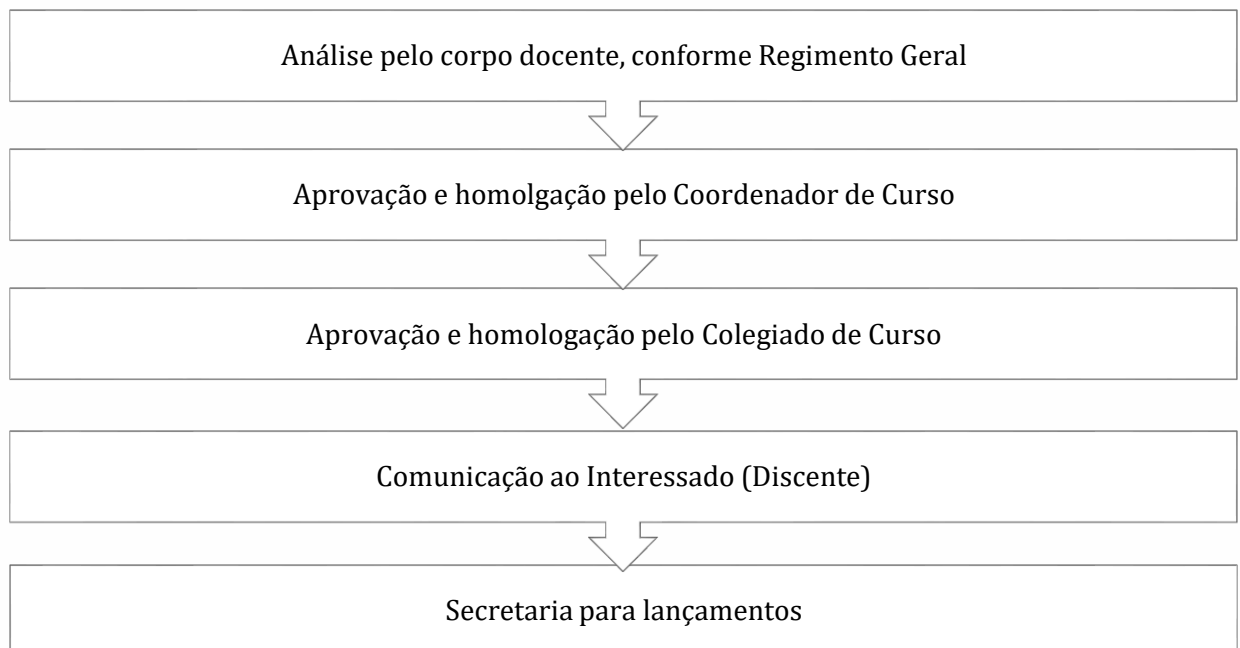 Análise pelo corpo docente, conforme Regimento Geral
Aprovação e homolgação pelo Coordenador de Curso
Aprovação e homologação pelo Colegiado de Curso
Comunicação ao Interessado (Discente)
Secretaria para lançamentos